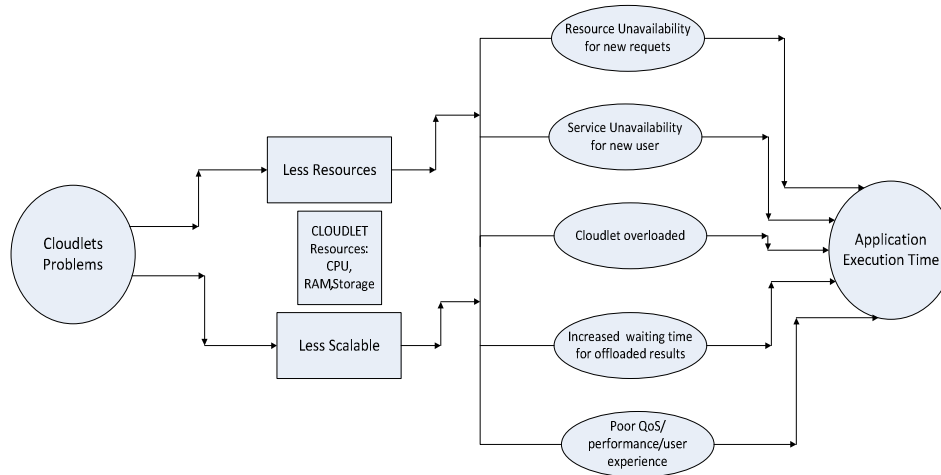 Cloudlets
Problems
Less Resources
CLOUDLET
Resources:
CPU,
RAM,Storage
Less Scalable
Resource Unavailability
for new requets
Service Unavailability
for new user
Cloudlet overloaded
Increased waiting time
for offloaded results
Poor QoS/
performance/user
experience
Application
Execution Time